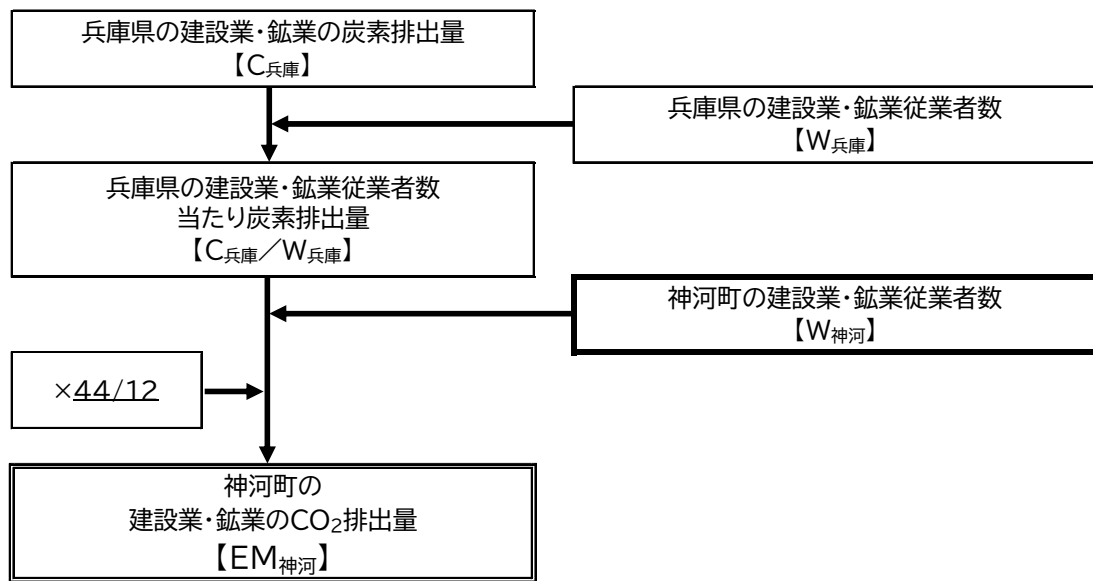 兵庫県の建設業・鉱業の炭素排出量
【C兵庫】
兵庫県の建設業・鉱業従業者数
【W兵庫】
兵庫県の建設業・鉱業従業者数
当たり炭素排出量
【C兵庫／W兵庫】
神河町の建設業・鉱業従業者数
【W神河】
×44/12
神河町の
建設業・鉱業のCO₂排出量
【EM神河】